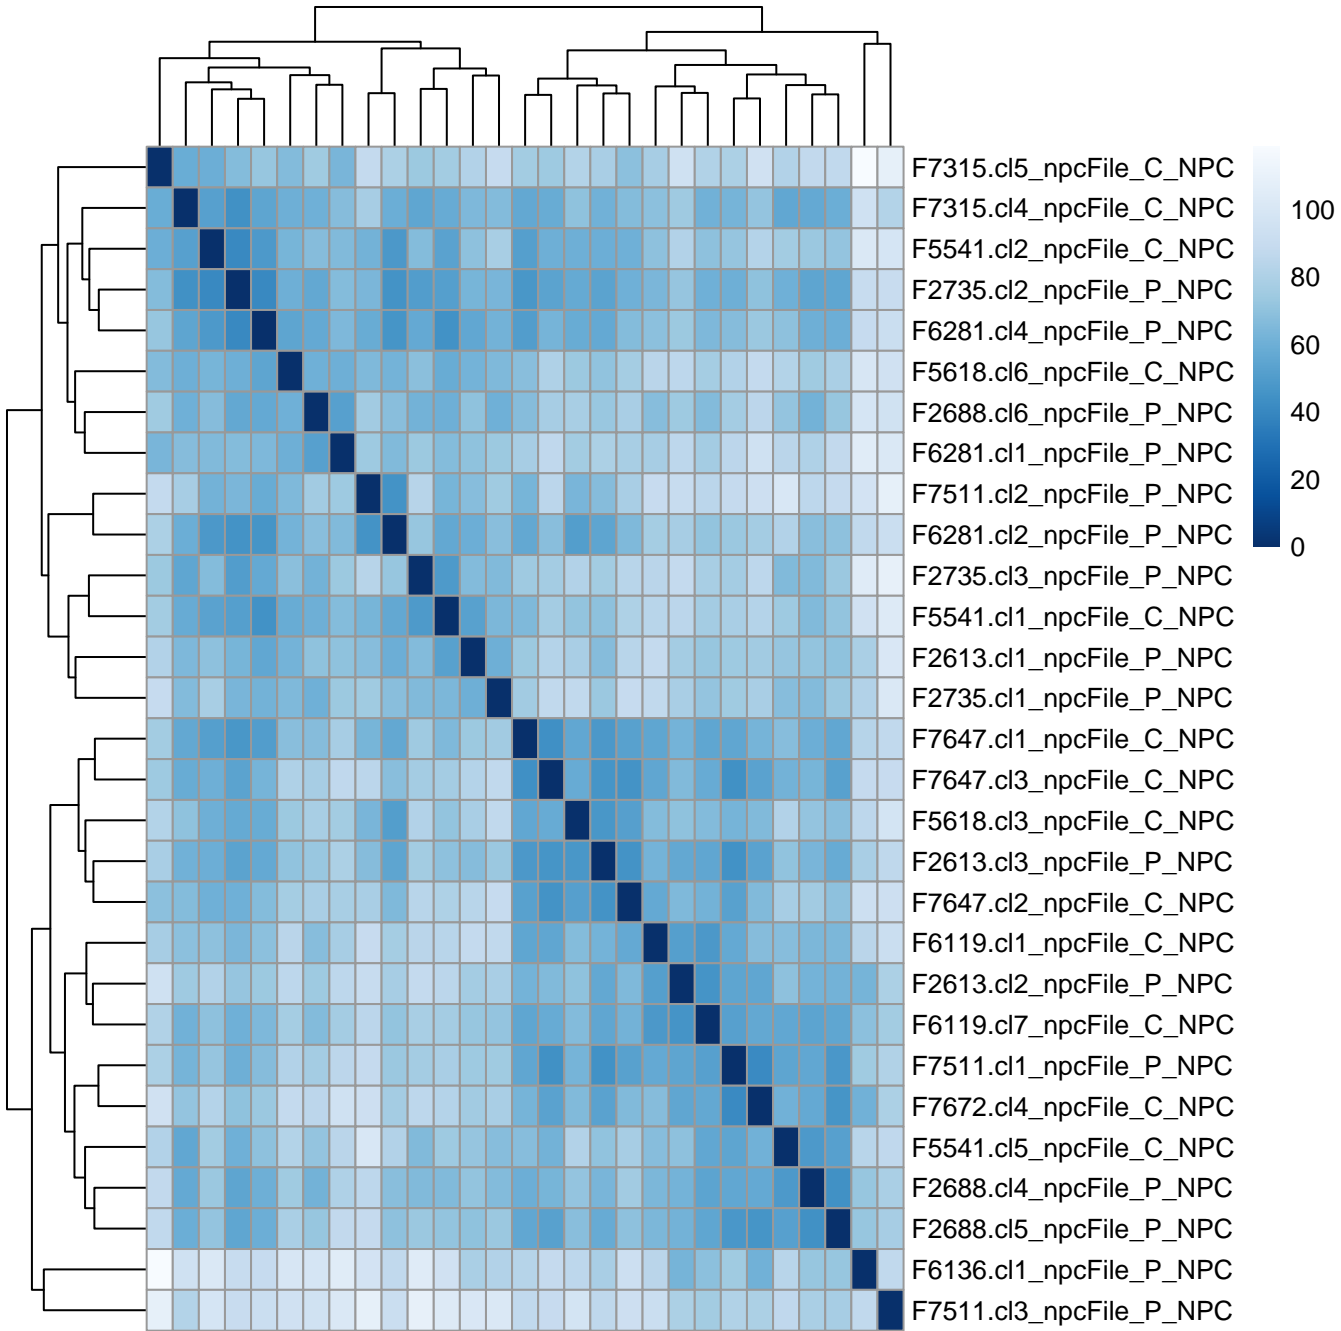 F7315.cl5_npcFile_C_NPC
F7315.cl4_npcFile_C_NPC
F5541.cl2_npcFile_C_NPC
F2735.cl2_npcFile_P_NPC
F6281.cl4_npcFile_P_NPC
F5618.cl6_npcFile_C_NPC
F2688.cl6_npcFile_P_NPC
F6281.cl1_npcFile_P_NPC
F7511.cl2_npcFile_P_NPC
F6281.cl2_npcFile_P_NPC
F2735.cl3_npcFile_P_NPC
F5541.cl1_npcFile_C_NPC
F2613.cl1_npcFile_P_NPC
F2735.cl1_npcFile_P_NPC
F7647.cl1_npcFile_C_NPC
F7647.cl3_npcFile_C_NPC
F5618.cl3_npcFile_C_NPC
F2613.cl3_npcFile_P_NPC
F7647.cl2_npcFile_C_NPC
F6119.cl1_npcFile_C_NPC
F2613.cl2_npcFile_P_NPC
F6119.cl7_npcFile_C_NPC
F7511.cl1_npcFile_P_NPC
F7672.cl4_npcFile_C_NPC
F5541.cl5_npcFile_C_NPC
F2688.cl4_npcFile_P_NPC
F2688.cl5_npcFile_P_NPC
F6136.cl1_npcFile_P_NPC
F7511.cl3_npcFile_P_NPC
100
80
60
40
20
0